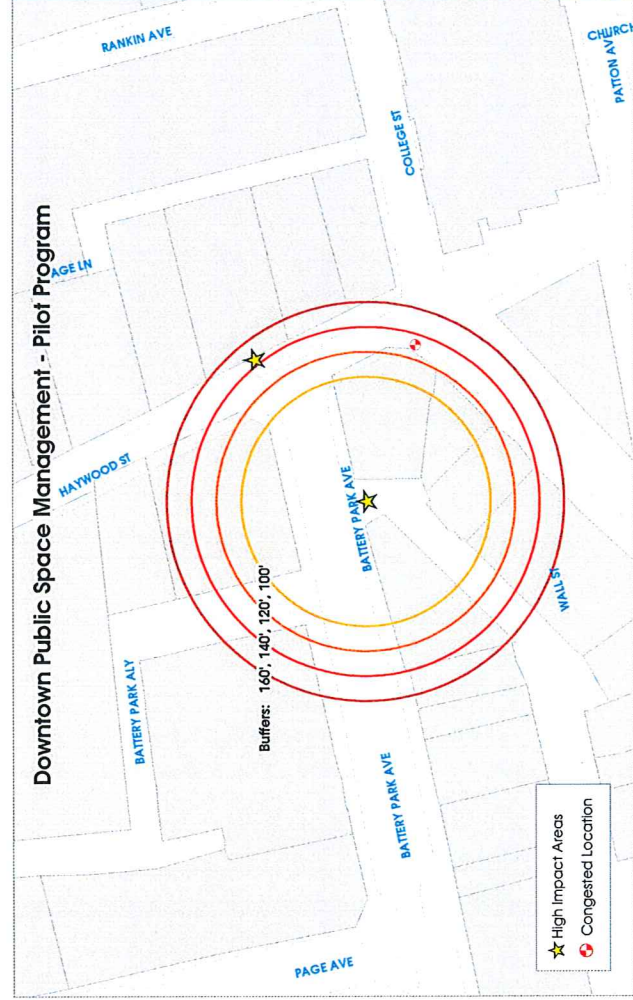 Downtown Public Space Management - Pilot Program
RANKIN AVE
CHURCH
PATTON AVE
COLLEGE ST
AGE LN
HAYWOOD ST
BATTERY PARK AVE
Buffers: 160', 140', 120', 100'
WALL ST
BATTERY PARK ALY
BATTERY PARK AVE
PAGE AVE
High Impact Areas
Congested Location